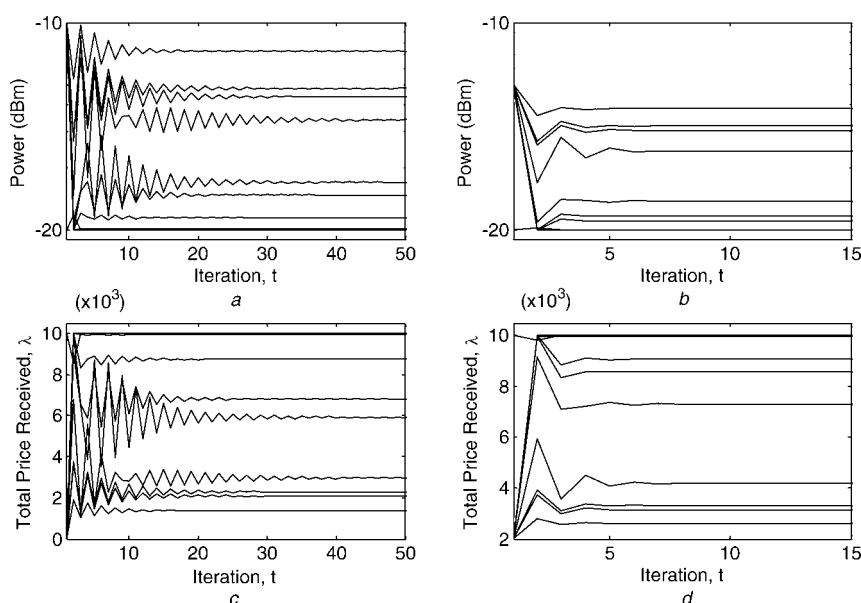 -10
-20
Power (dBm)
10 20 30 40 50
Iteration, t
a
-10
-20
Power (dBm)
5 10 15
Iteration, t
b
(x10³)
10
8
6
4
2
0
Total Price Received, λ
10 20 30 40 50
Iteration, t
c
(x10³)
10
8
6
4
2
Total Price Received, λ
5 10 15
Iteration, t
d